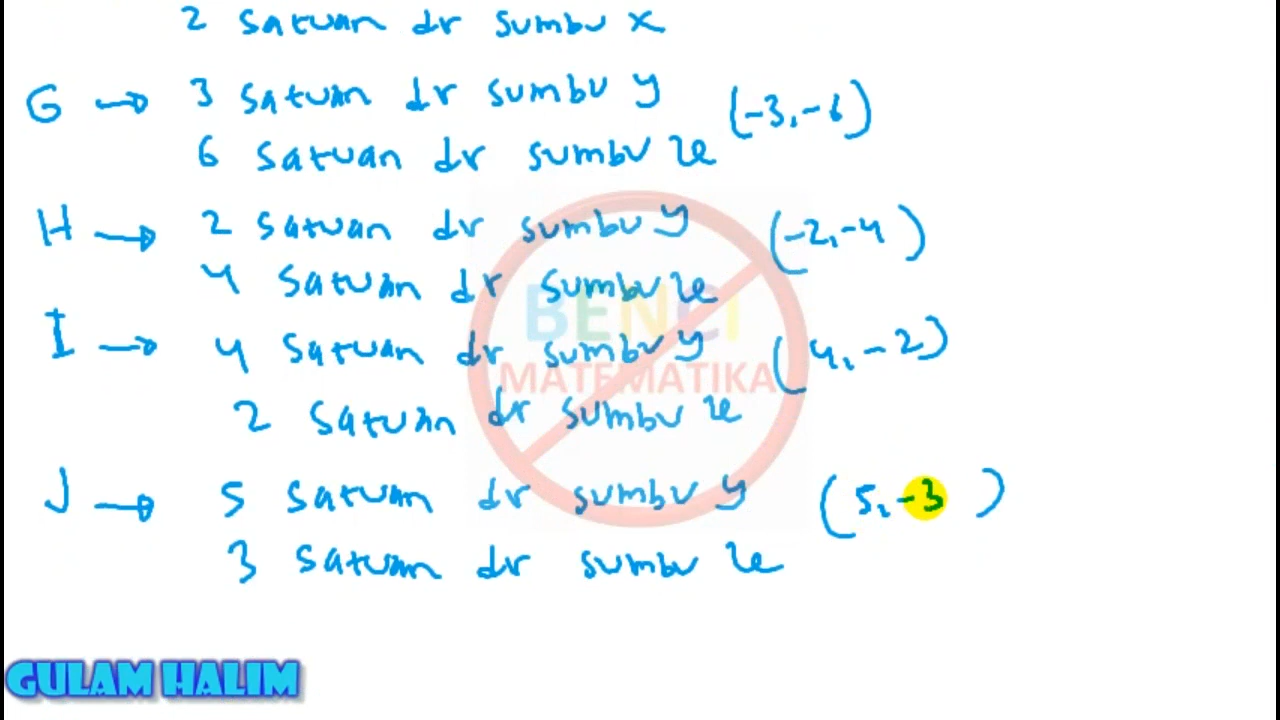 2 satuan dr sumbu x
G → 3 satuan dr sumbu y (-3,-6)
6 satuan dr sumbu x
H → 2 satuan dr sumbu y (-2,-4)
4 satuan dr sumbu x
I → 4 satuan dr sumbu y (4,-2)
2 satuan dr sumbu x
J → 5 satuan dr sumbu y (5,-3)
3 satuan dr sumbu x
BENCI
MATEMATIKA
GULAM HALIM